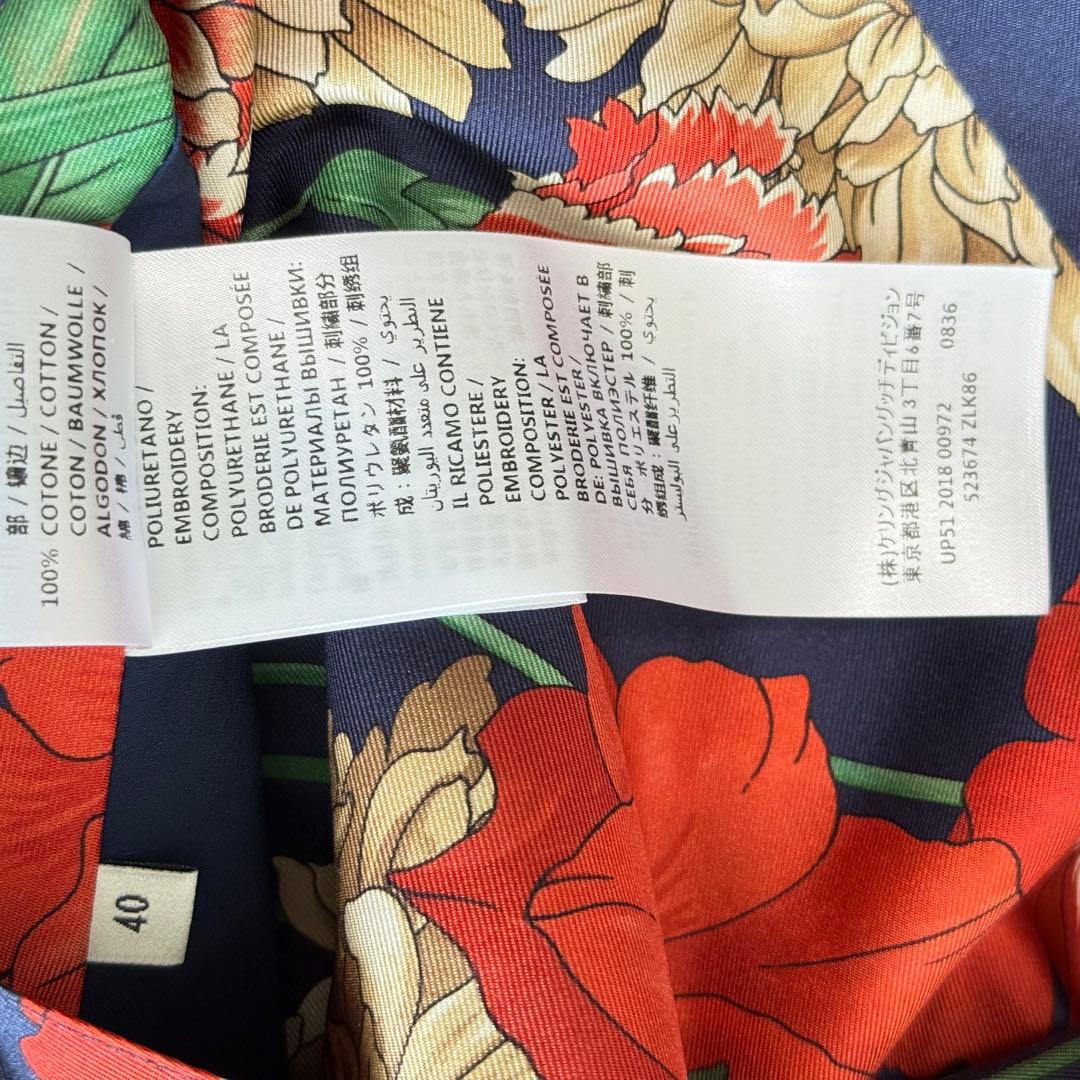 部 / 镶边 / التفاصيل
100% COTONE / COTTON /
COTON / BAUMWOLLE /
ALGODON / ХЛОПОК /
綿 / 棉 / قطن
POLIURETANO /
EMBROIDERY
COMPOSITION:
POLYURETHANE / LA
BRODERIE EST COMPOSÉE
DE POLYURETHANE /
МАТЕРИАЛЫ ВЫШИВКИ:
ПОЛИУРЕТАН / 刺繍部分
ポリウレタン 100% / 刺绣组
成：聚氨酯材料 / يحتوي
التطريز على متعدد اليوريتان
IL RICAMO CONTIENE
POLIESTERE /
EMBROIDERY
COMPOSITION:
POLYESTER / LA
BRODERIE EST COMPOSÉE
DE: POLYESTER /
ВЫШИВКА ВКЛЮЧАЕТ В
СЕБЯ ПОЛИЭСТЕР / 刺繍部
分 ポリエステル 100% / 刺
绣组成：聚酯纤维 / يحتوي
التطريز على البوليستر
(株)ケリングジャパングッチディビジョン
東京都港区北青山3丁目6番7号
UP51 2018 00972 0836
523674 ZLK86
40